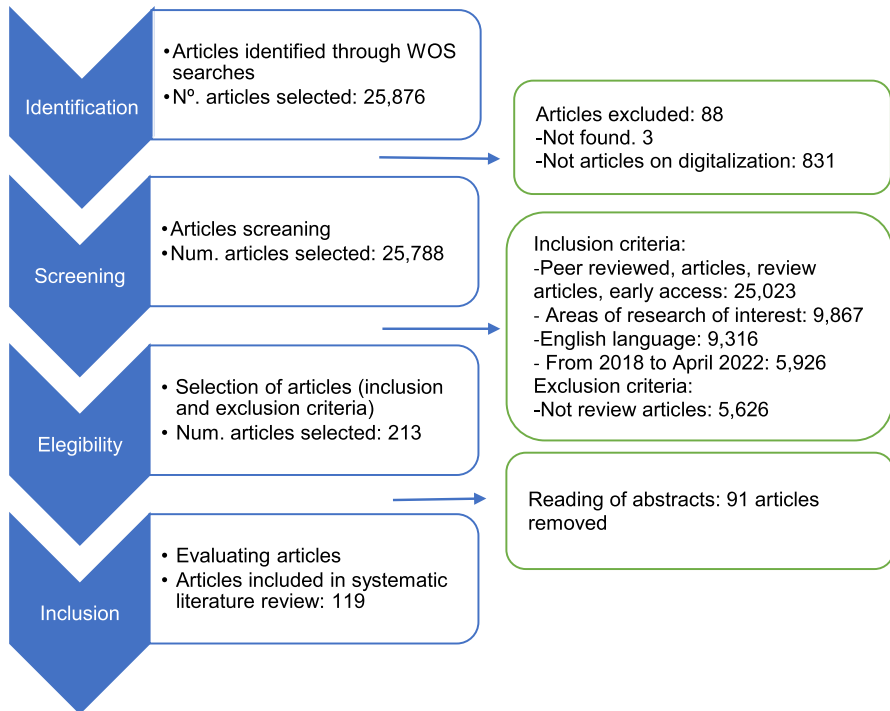 Identification
•Articles identified through WOS
searches
•Nº. articles selected: 25,876
Articles excluded: 88
-Not found. 3
-Not articles on digitalization: 831
Screening
•Articles screaning
•Num. articles selected: 25,788
Inclusion criteria:
-Peer reviewed, articles, review
articles, early access: 25,023
- Areas of research of interest: 9,867
-English language: 9,316
- From 2018 to April 2022: 5,926
Exclusion criteria:
-Not review articles: 5,626
Elegibility
• Selection of articles (inclusion
and exclusion criteria)
• Num. articles selected: 213
Reading of abstracts: 91 articles
removed
Inclusion
• Evaluating articles
• Articles included in systematic
literature review: 119